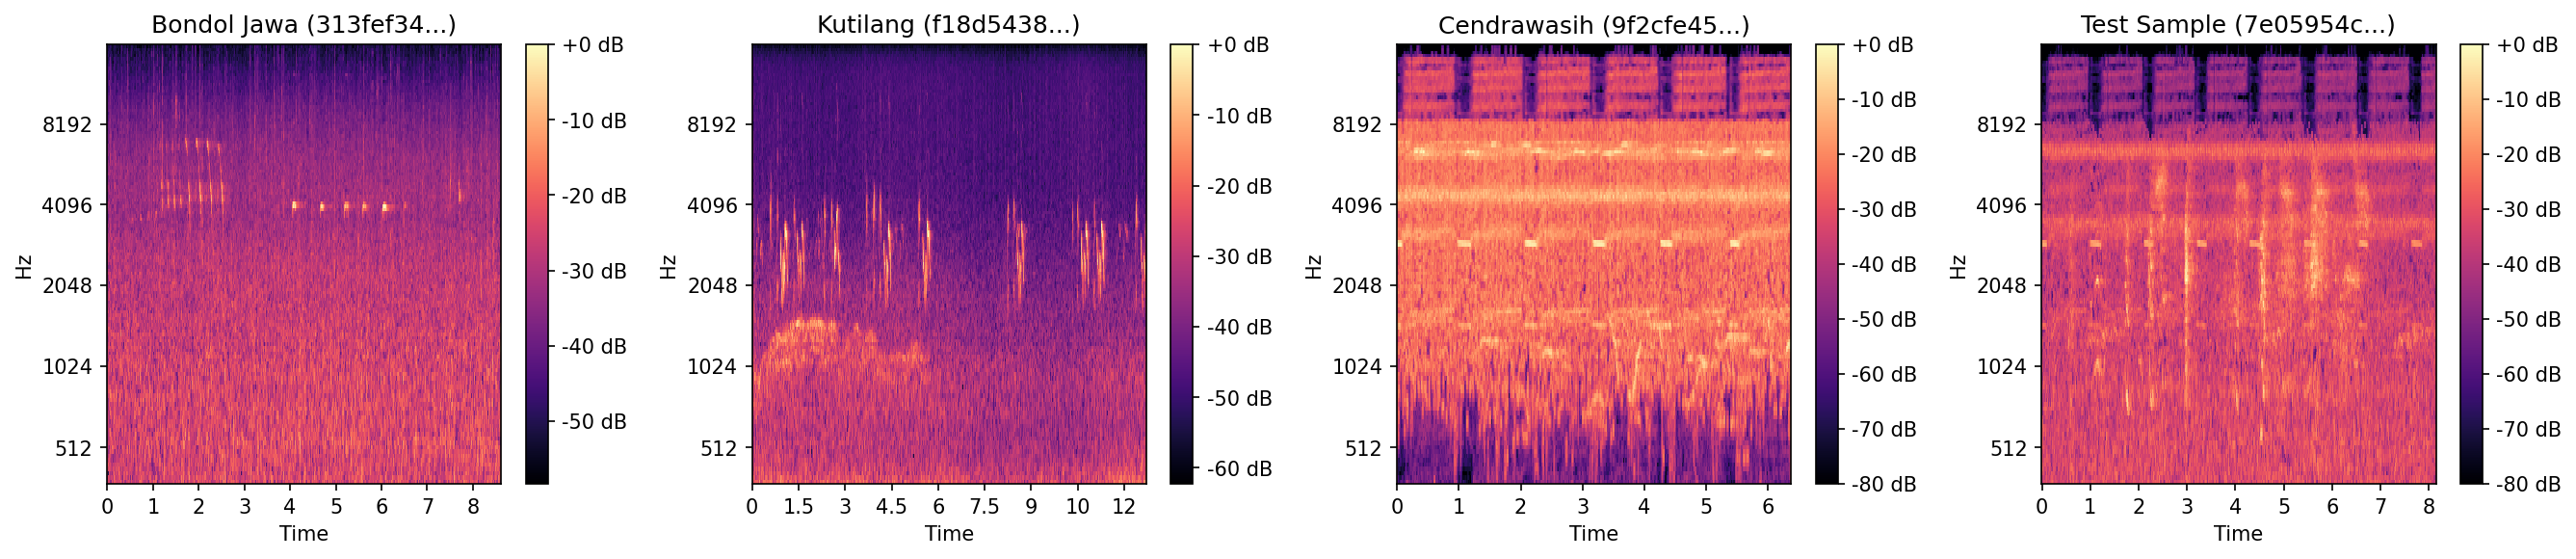 Bondol Jawa (313fef34...)
8192
4096
2048
1024
512
Hz
0 1 2 3 4 5 6 7 8
Time
+0 dB
-10 dB
-20 dB
-30 dB
-40 dB
-50 dB
Kutilang (f18d5438...)
8192
4096
2048
1024
512
Hz
0 1.5 3 4.5 6 7.5 9 10 12
Time
+0 dB
-10 dB
-20 dB
-30 dB
-40 dB
-50 dB
-60 dB
Cendrawasih (9f2cfe45...)
8192
4096
2048
1024
512
Hz
0 1 2 3 4 5 6
Time
+0 dB
-10 dB
-20 dB
-30 dB
-40 dB
-50 dB
-60 dB
-70 dB
-80 dB
Test Sample (7e05954c...)
8192
4096
2048
1024
512
Hz
0 1 2 3 4 5 6 7 8
Time
+0 dB
-10 dB
-20 dB
-30 dB
-40 dB
-50 dB
-60 dB
-70 dB
-80 dB